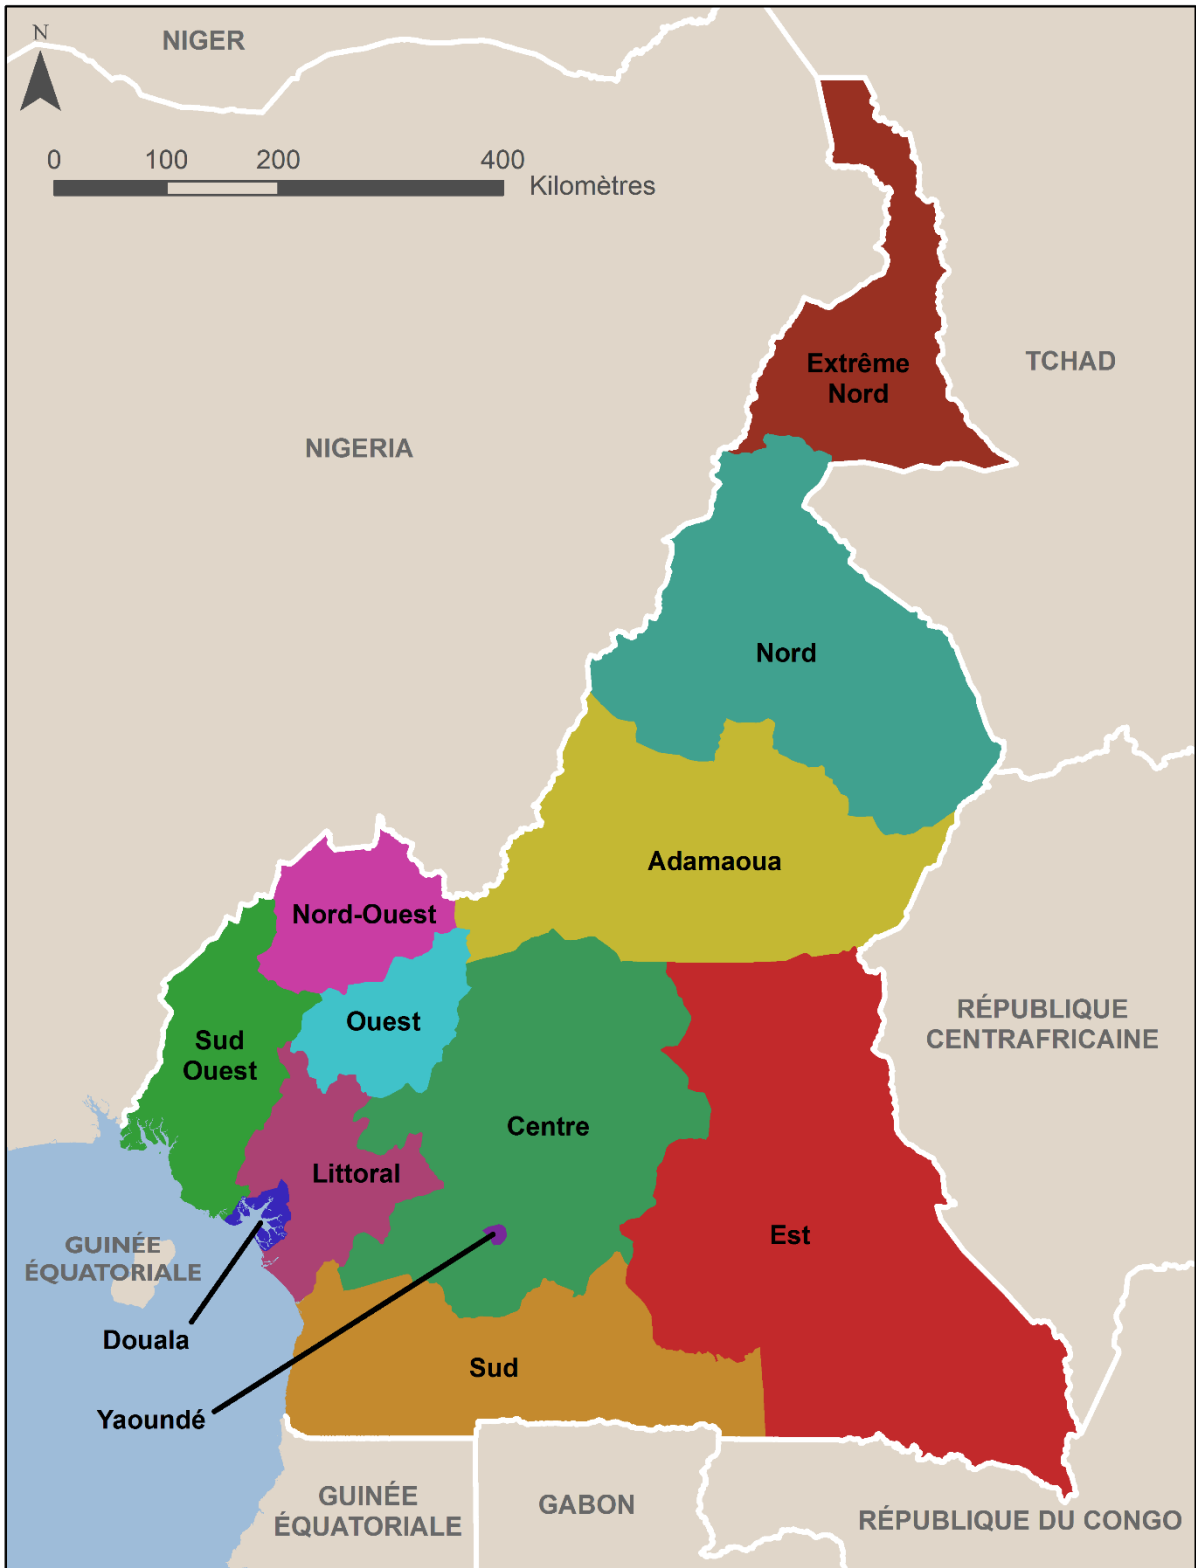 NIGER
N
0 100 200 400
Kilomètres
Extrême
Nord
TCHAD
NIGERIA
Nord
Adamaoua
Nord-Ouest
Ouest
RÉPUBLIQUE
CENTRAFRICAINE
Sud
Ouest
Centre
Littoral
Est
GUINÉE
ÉQUATORIALE
Douala
Sud
Yaoundé
GUINÉE
ÉQUATORIALE
GABON
RÉPUBLIQUE DU CONGO